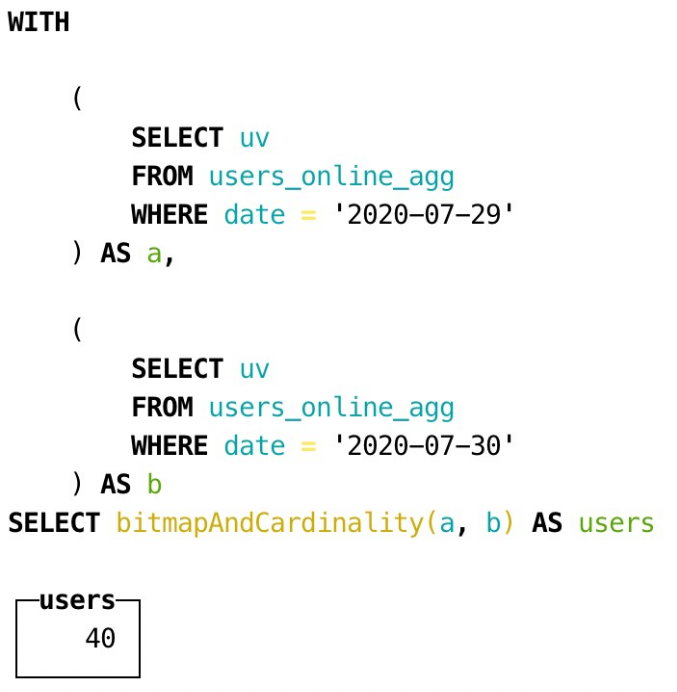 WITH
(
SELECT uv
FROM users_online_agg
WHERE date = '2020-07-29'
) AS a,
(
SELECT uv
FROM users_online_agg
WHERE date = '2020-07-30'
) AS b
SELECT bitmapAndCardinality(a, b) AS users
users
40